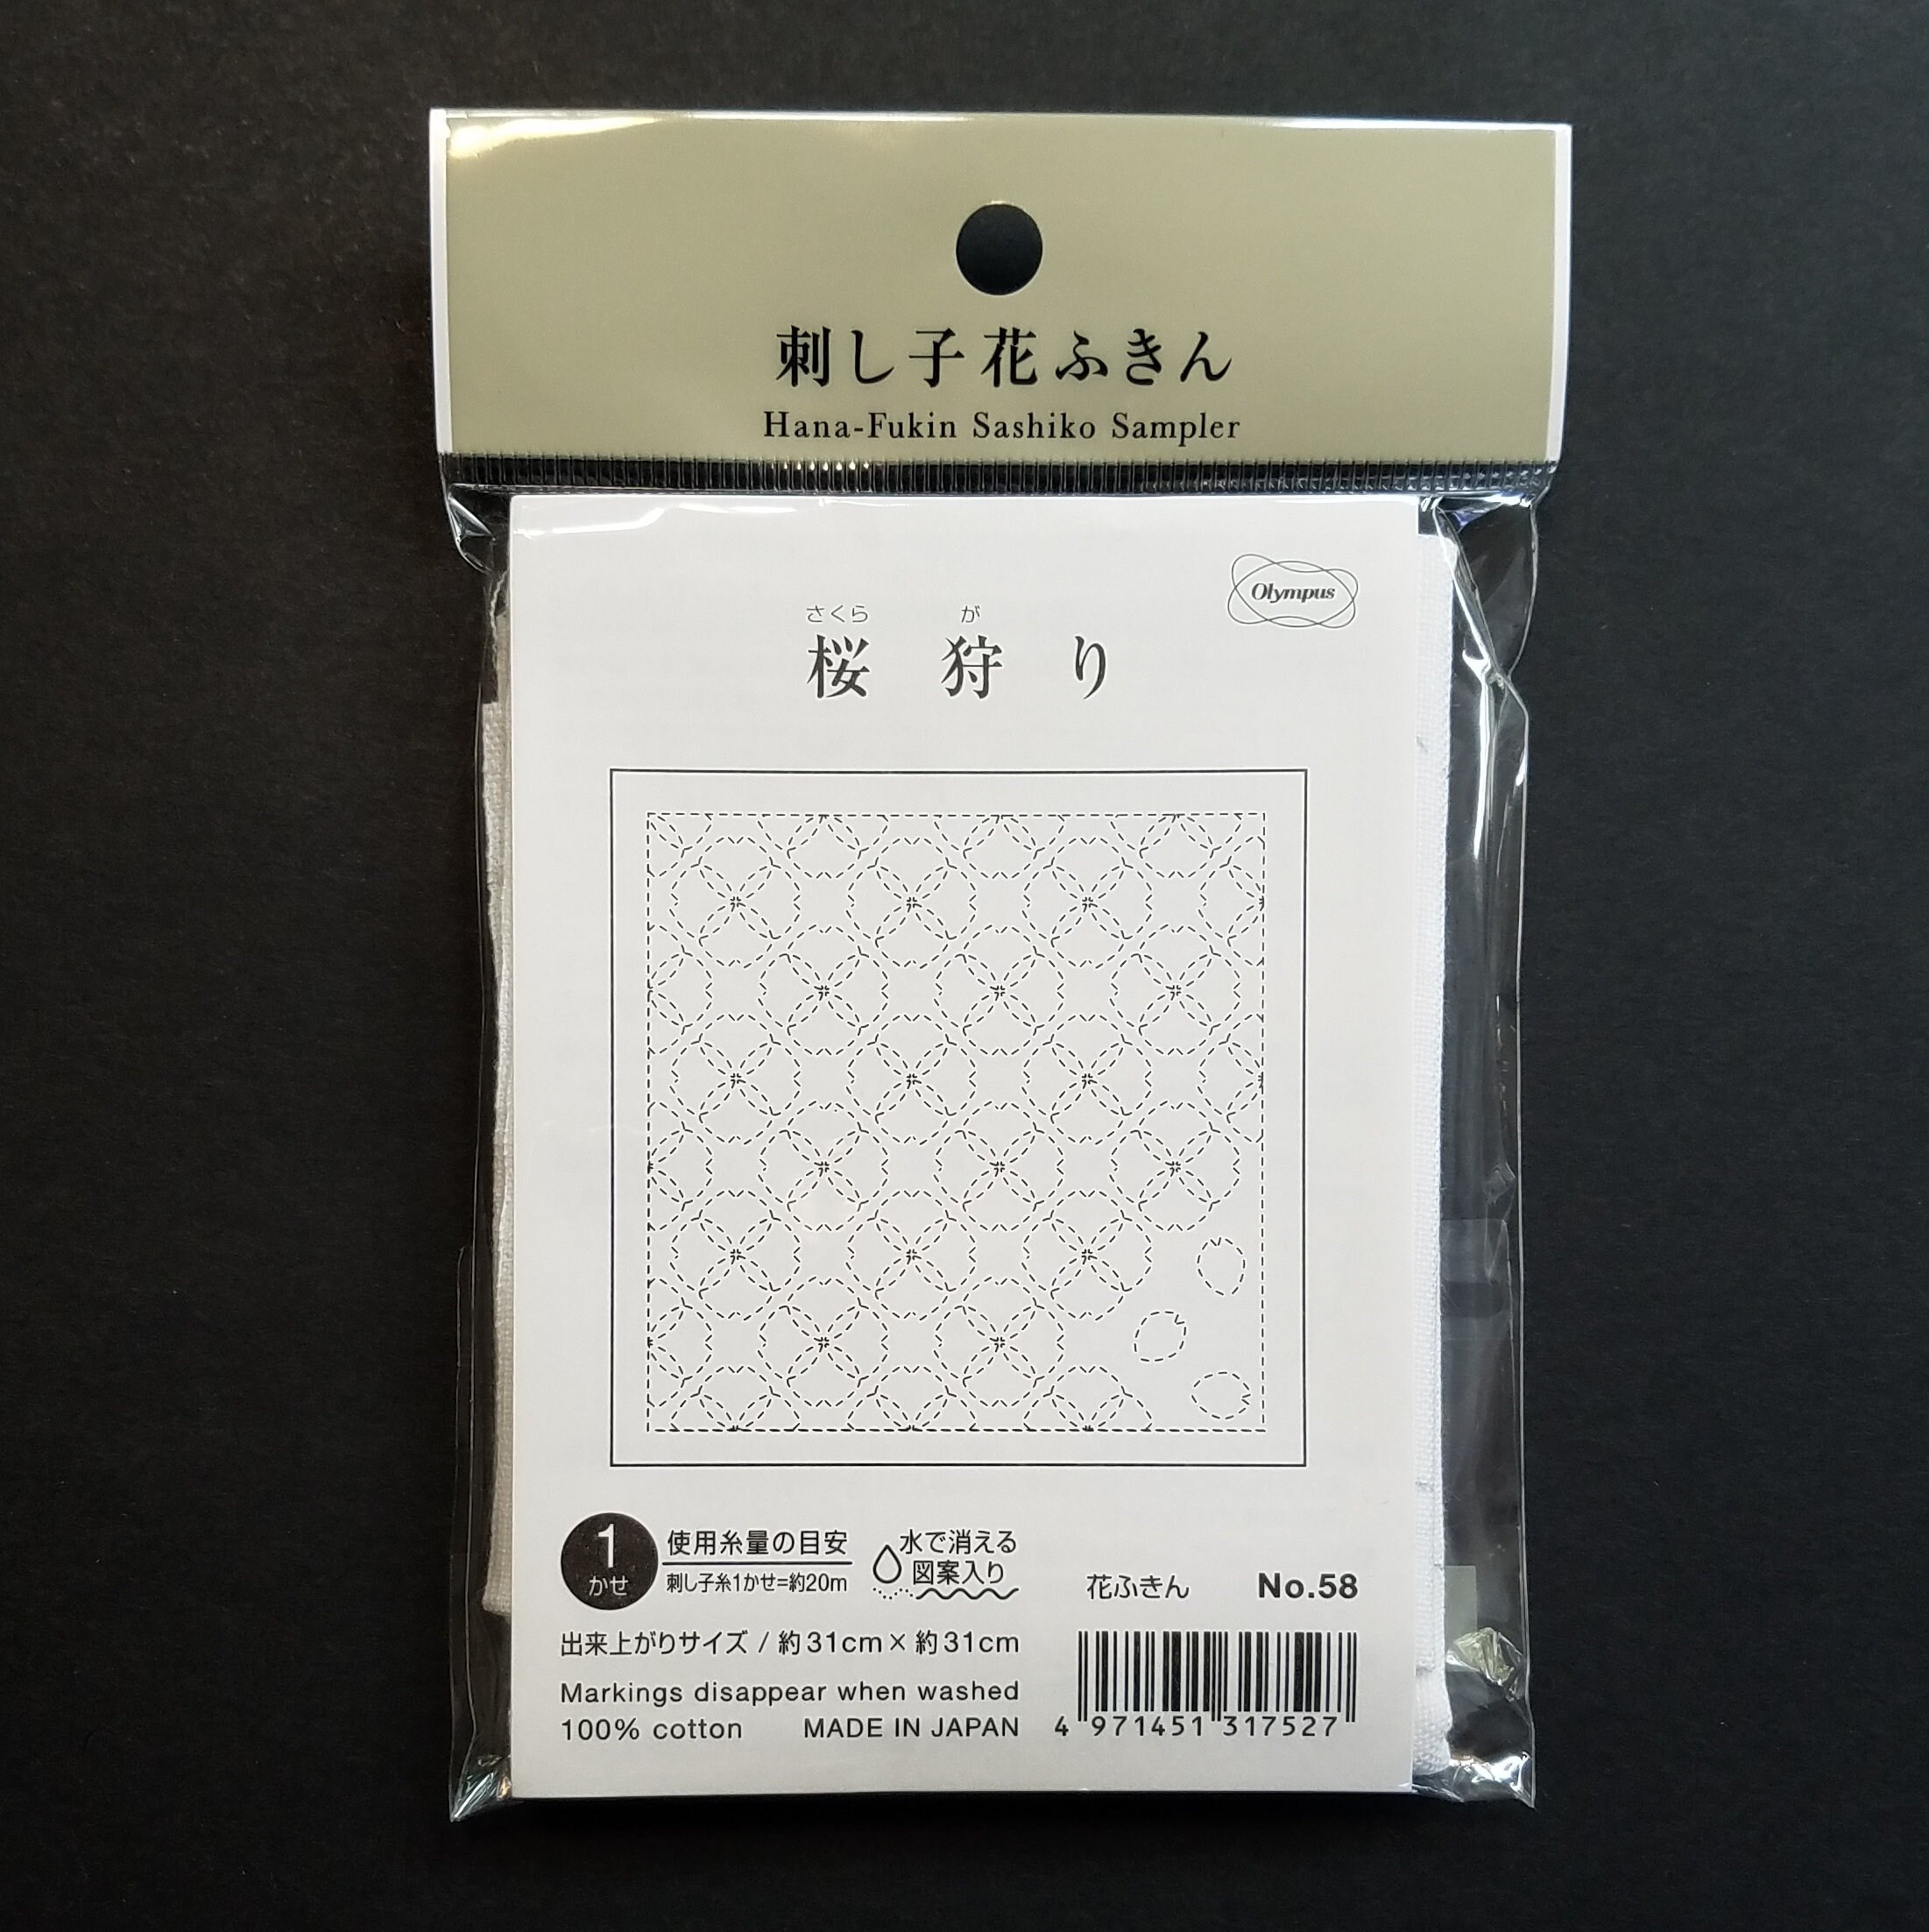 刺し子花ふきん
Hana-Fukin Sashiko Sampler
Olympus
さくら が
桜狩り
1
かせ
使用糸量の目安
刺し子糸1かせ=約20m
水で消える
図案入り
花ふきん No.58
出来上がりサイズ / 約31cm×約31cm
Markings disappear when washed
100% cotton MADE IN JAPAN
4 971451 317527